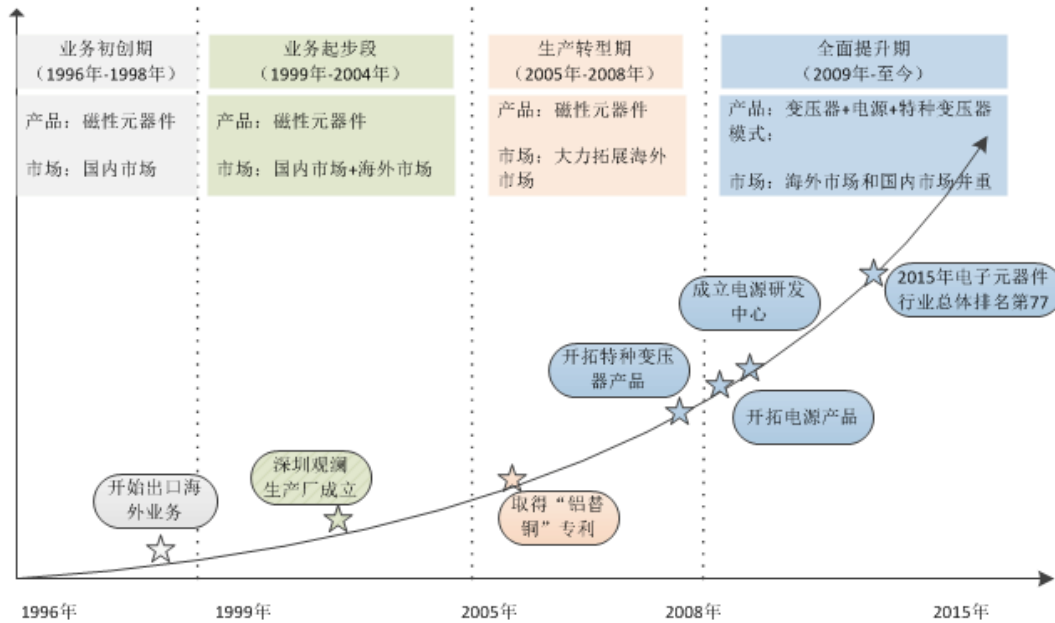 业务初创期
（1996年-1998年）
产品：磁性元器件
市场：国内市场
业务起步段
（1999年-2004年）
产品：磁性元器件
市场：国内市场+海外市场
生产转型期
（2005年-2008年）
产品：磁性元器件
市场：大力拓展海外
市场
全面提升期
（2009年-至今）
产品：变压器+电源+特种变压器
模式：
市场：海外市场和国内市场并重
2015年电子元器件
行业总体排名第77
成立电源研发
中心
开拓特种变压
器产品
开拓电源产品
深圳观澜
生产厂成立
开始出口海
外业务
取得“铝替
铜”专利
1996年
1999年
2005年
2008年
2015年